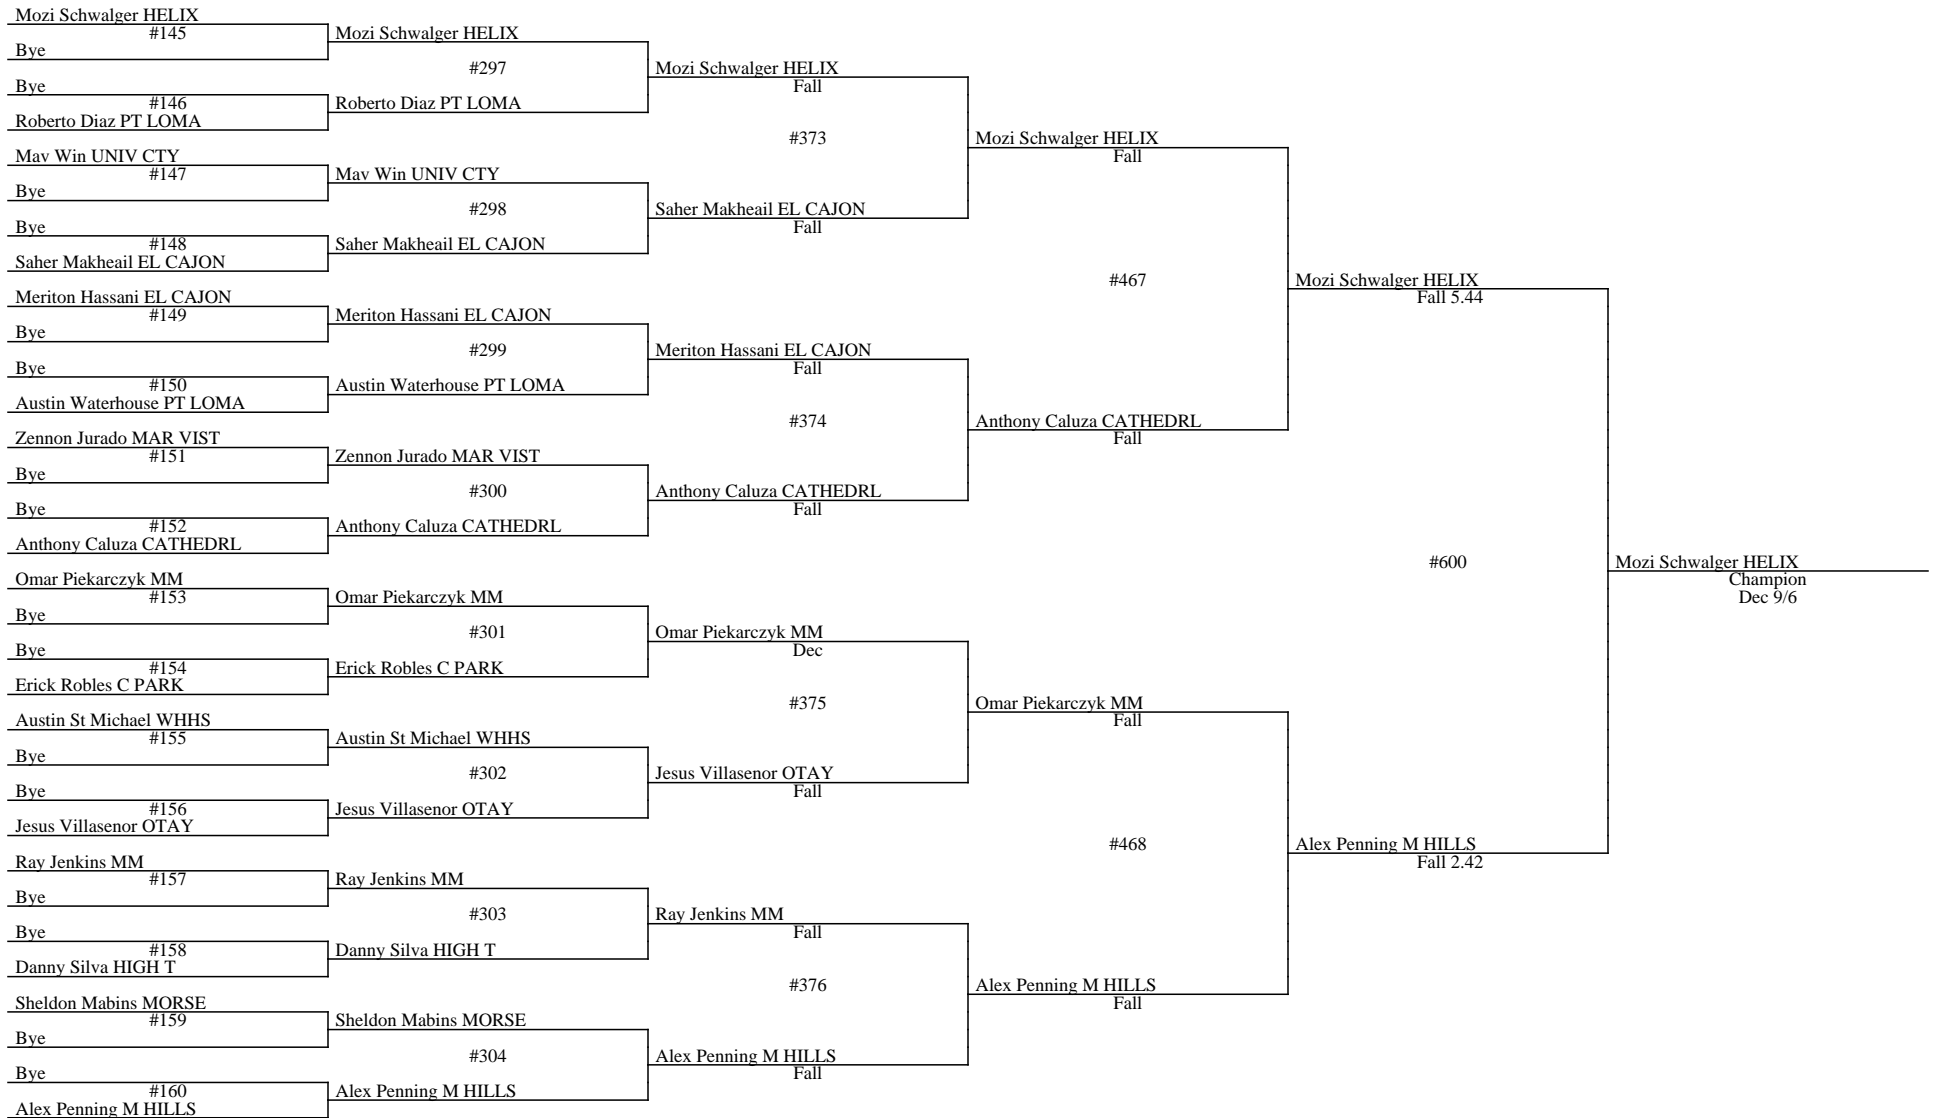 Mozi Schwalger HELIX
#145
Bye
Bye
#146
Roberto Diaz PT LOMA
Mav Win UNIV CTY
#147
Bye
Bye
#148
Saher Makheail EL CAJON
Meriton Hassani EL CAJON
#149
Bye
Bye
#150
Austin Waterhouse PT LOMA
Zennon Jurado MAR VIST
#151
Bye
Bye
#152
Anthony Caluza CATHEDRL
Omar Piekarczyk MM
#153
Bye
Bye
#154
Erick Robles C PARK
Austin St Michael WHHS
#155
Bye
Bye
#156
Jesus Villasenor OTAY
Ray Jenkins MM
#157
Bye
Bye
#158
Danny Silva HIGH T
Sheldon Mabins MORSE
#159
Bye
Bye
#160
Alex Penning M HILLS
Mozi Schwalger HELIX
#297
Roberto Diaz PT LOMA
Mav Win UNIV CTY
#298
Saher Makheail EL CAJON
Meriton Hassani EL CAJON
#299
Austin Waterhouse PT LOMA
Zennon Jurado MAR VIST
#300
Anthony Caluza CATHEDRL
Omar Piekarczyk MM
#301
Erick Robles C PARK
Austin St Michael WHHS
#302
Jesus Villasenor OTAY
Ray Jenkins MM
#303
Danny Silva HIGH T
Sheldon Mabins MORSE
#304
Alex Penning M HILLS
Mozi Schwalger HELIX
Fall
#373
Saher Makheail EL CAJON
Fall
Meriton Hassani EL CAJON
Fall
#374
Anthony Caluza CATHEDRL
Fall
Omar Piekarczyk MM
Dec
#375
Jesus Villasenor OTAY
Fall
Ray Jenkins MM
Fall
#376
Alex Penning M HILLS
Fall
Mozi Schwalger HELIX
Fall
#467
Anthony Caluza CATHEDRL
Fall
Omar Piekarczyk MM
Fall
#468
Alex Penning M HILLS
Fall
Mozi Schwalger HELIX
Fall 5.44
#600
Alex Penning M HILLS
Fall 2.42
Mozi Schwalger HELIX
Champion
Dec 9/6